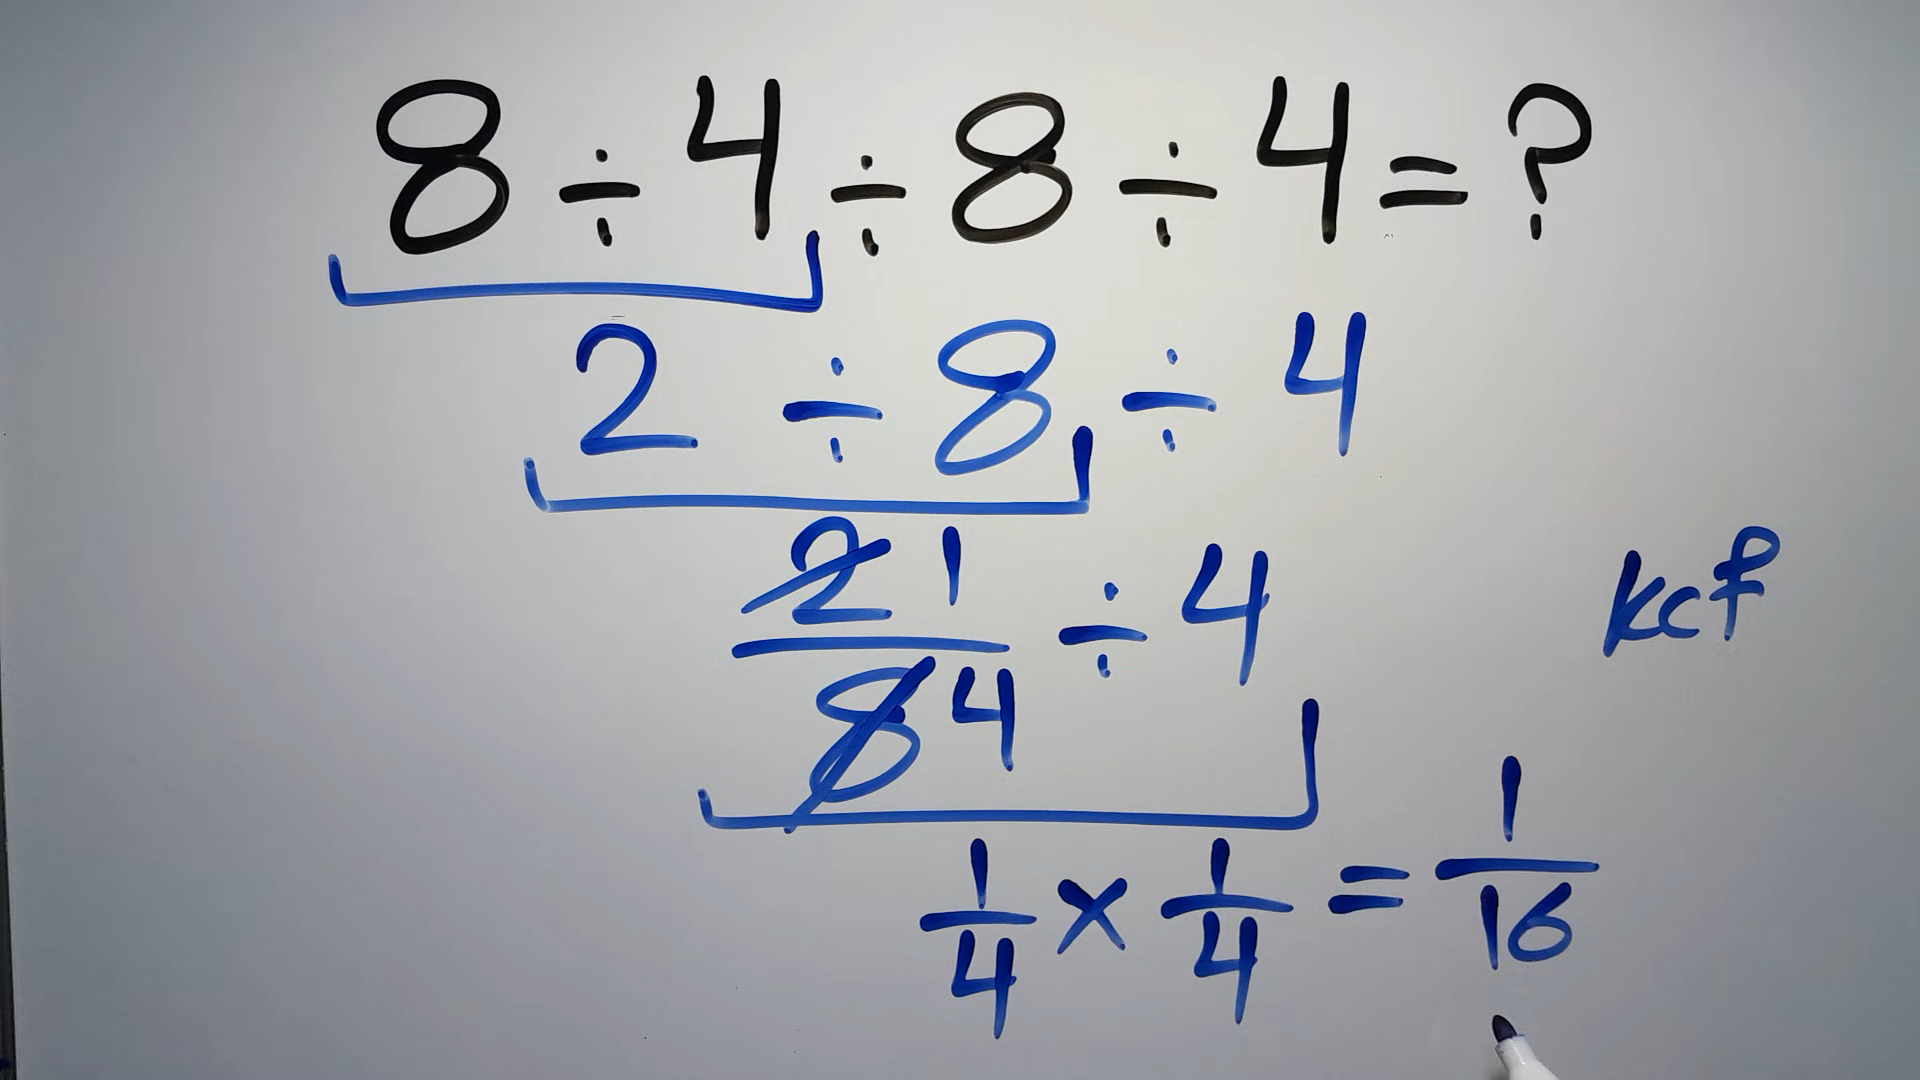 8 ÷ 4 ÷ 8 ÷ 4 = ?
2 ÷ 8 ÷ 4
2 1 / 8 4 ÷ 4
kcf
1/4 × 1/4 = 1/16